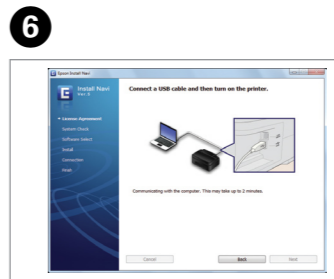 6
Epson Install Navi
Install Navi
Connect a USB cable and then turn on the printer.
License Agreement
System Check
Software Select
Install
Connection
Communicating with the computer. This may take up to 2 minutes.
Cancel
Back
Next